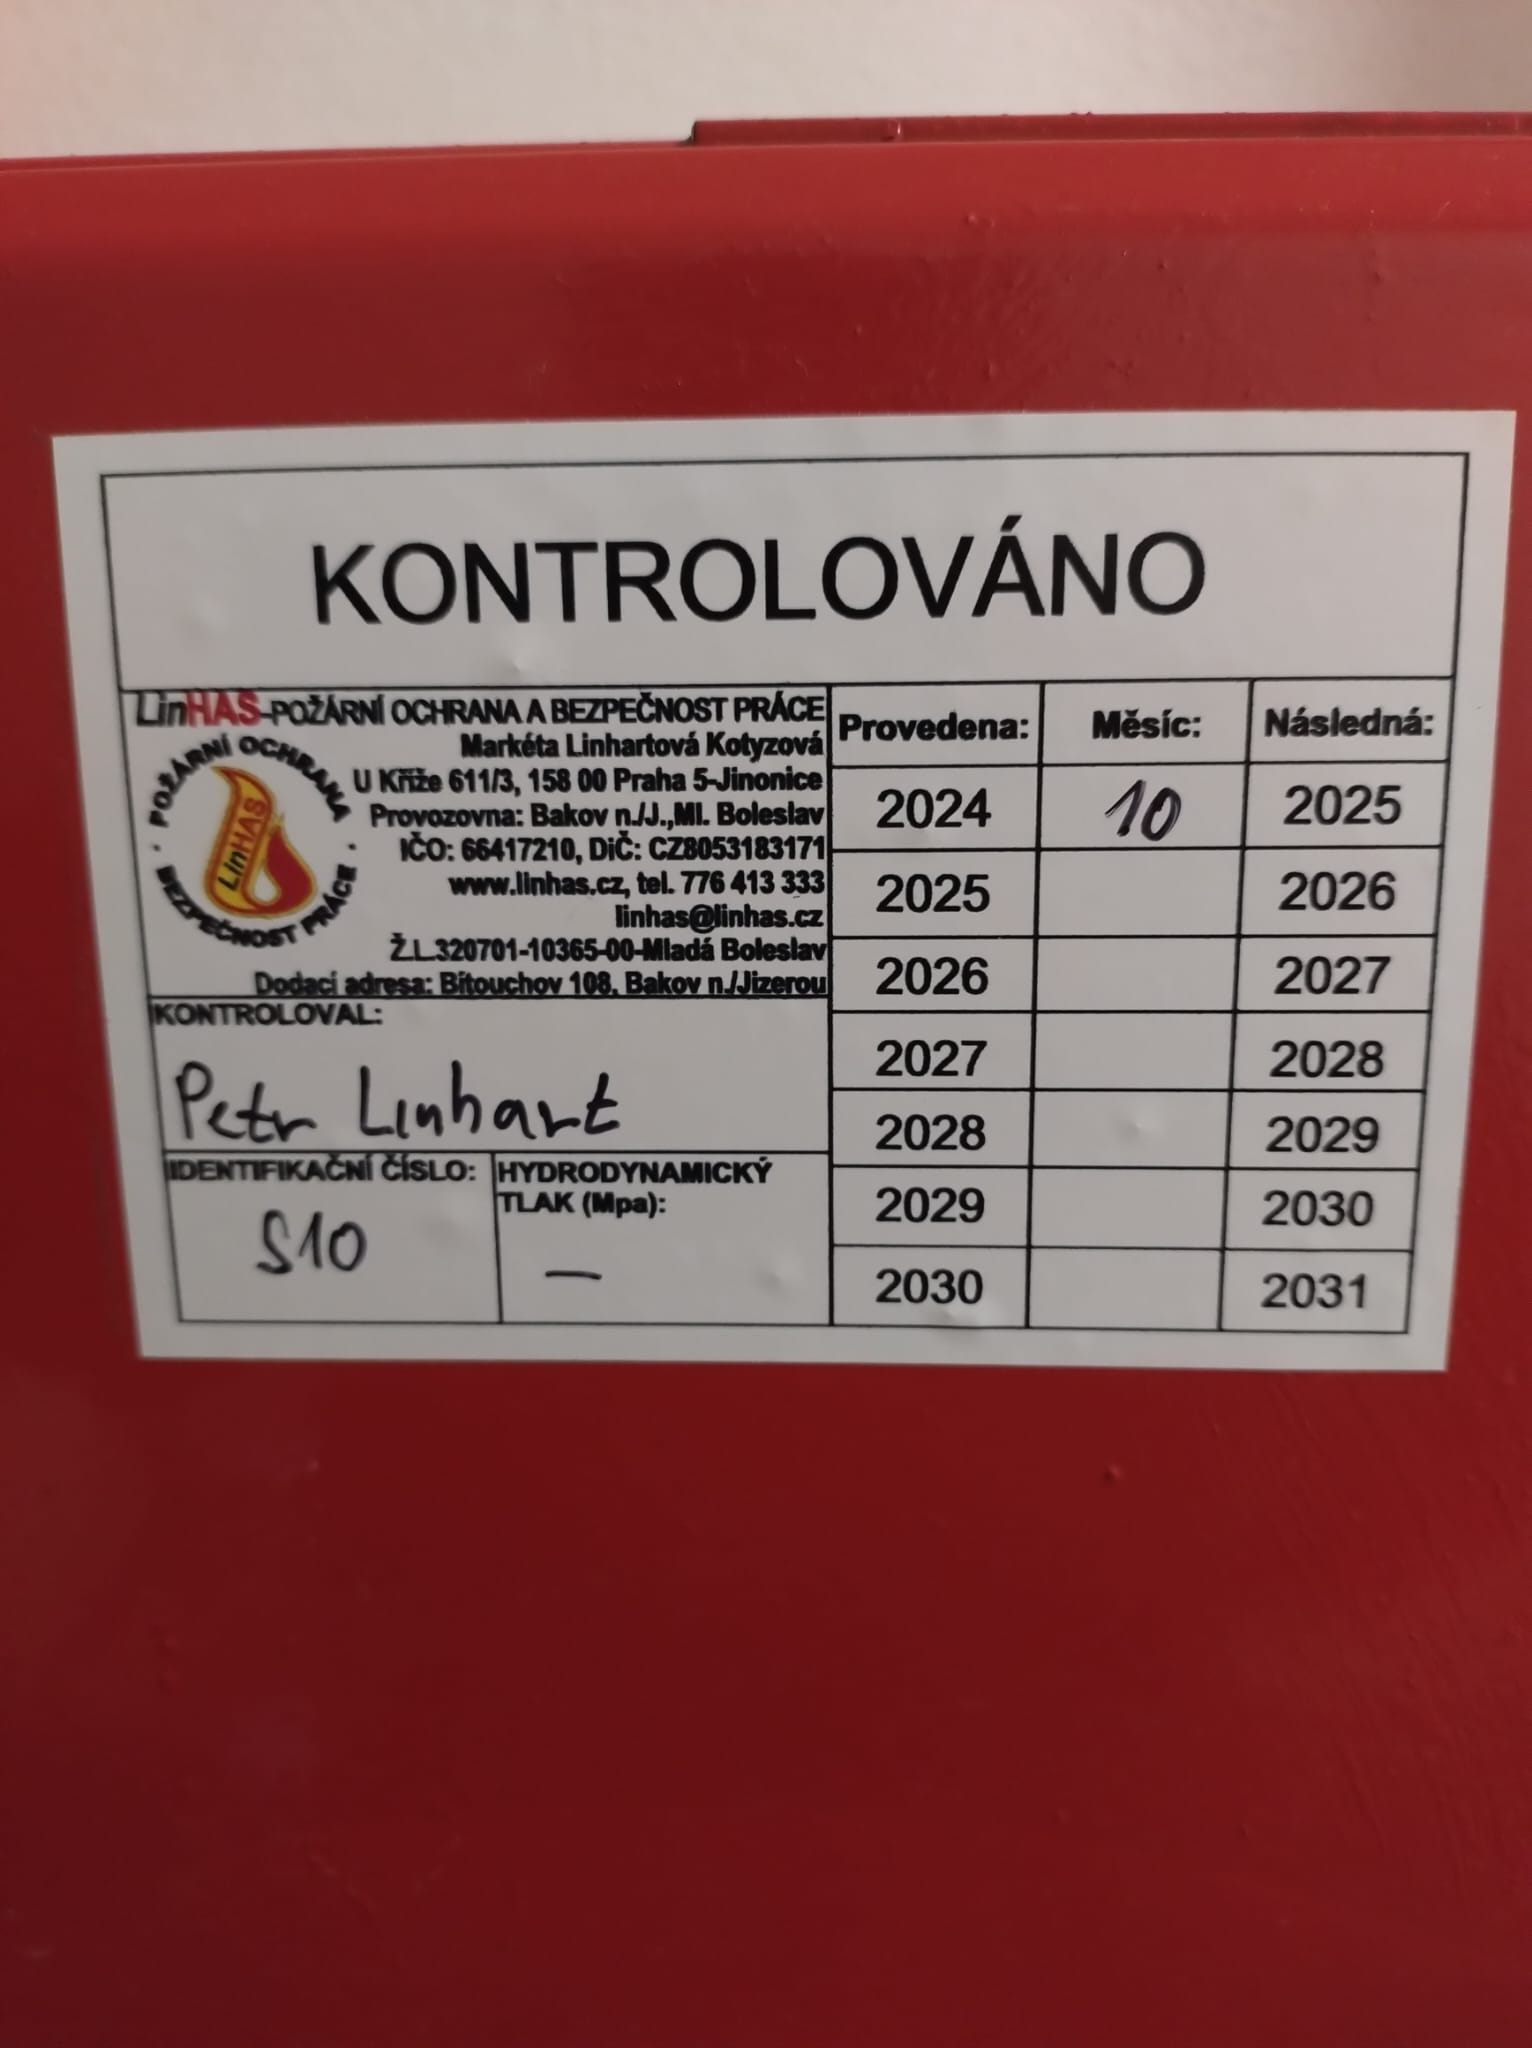 KONTROLOVÁNO
LinHAS-POŽÁRNÍ OCHRANA A BEZPEČNOST PRÁCE
Markéta Linhartová Kotyzová
U Kříže 611/3, 158 00 Praha 5-Jinonice
Provozovna: Bakov n./J.,Ml. Boleslav
IČO: 66417210, DiČ: CZ8053183171
www.linhas.cz, tel. 776 413 333
linhas@linhas.cz
Ž.L.320701-10365-00-Mladá Boleslav
Dodací adresa: Bítouchov 108, Bakov n./Jizerou
· POŽÁRNÍ OCHRANA ·
BEZPEČNOST PRÁCE
LinHAS
KONTROLOVAL:
Petr Linhart
IDENTIFIKAČNÍ ČÍSLO:
S10
HYDRODYNAMICKÝ
TLAK (Mpa):
—
Provedena: Měsíc: Následná:
2024 10 2025
2025 2026
2026 2027
2027 2028
2028 2029
2029 2030
2030 2031